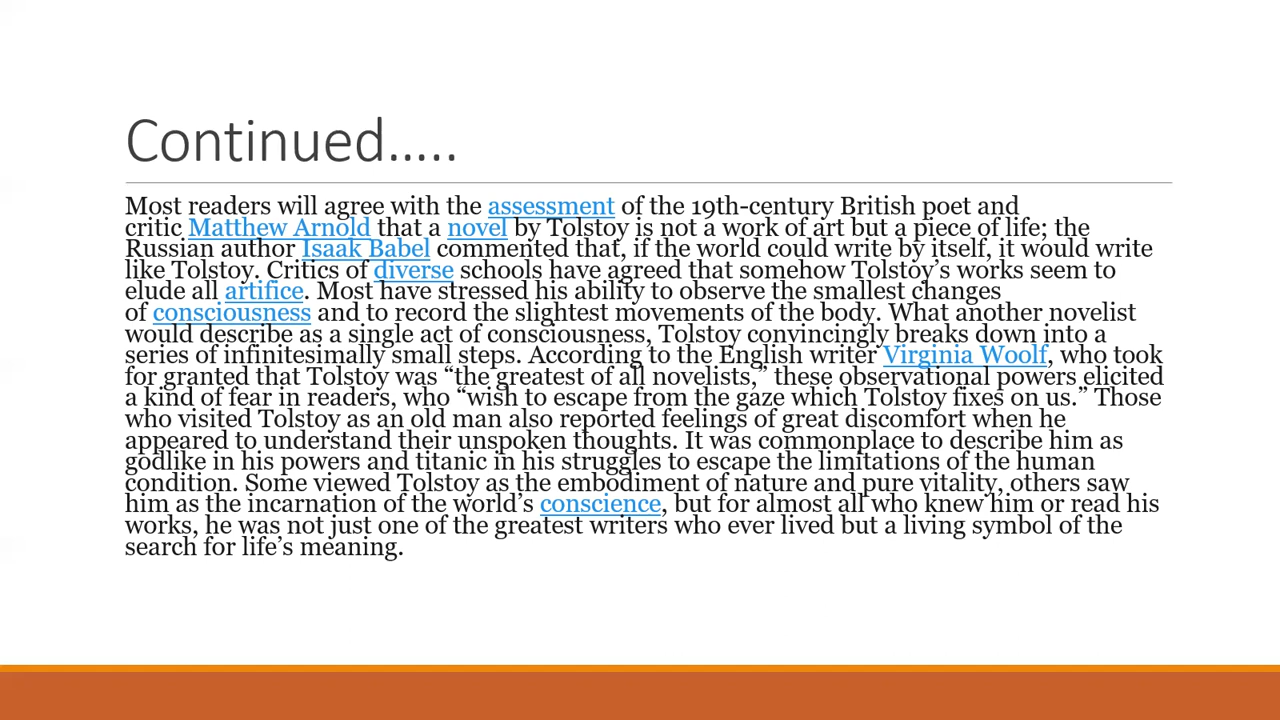 Continued.....
Most readers will agree with the assessment of the 19th-century British poet and
critic Matthew Arnold that a novel by Tolstoy is not a work of art but a piece of life; the
Russian author Isaak Babel commented that, if the world could write by itself, it would write
like Tolstoy. Critics of diverse schools have agreed that somehow Tolstoy’s works seem to
elude all artifice. Most have stressed his ability to observe the smallest changes
of consciousness and to record the slightest movements of the body. What another novelist
would describe as a single act of consciousness, Tolstoy convincingly breaks down into a
series of infinitesimally small steps. According to the English writer Virginia Woolf, who took
for granted that Tolstoy was “the greatest of all novelists,” these observational powers elicited
a kind of fear in readers, who “wish to escape from the gaze which Tolstoy fixes on us.” Those
who visited Tolstoy as an old man also reported feelings of great discomfort when he
appeared to understand their unspoken thoughts. It was commonplace to describe him as
godlike in his powers and titanic in his struggles to escape the limitations of the human
condition. Some viewed Tolstoy as the embodiment of nature and pure vitality, others saw
him as the incarnation of the world’s conscience, but for almost all who knew him or read his
works, he was not just one of the greatest writers who ever lived but a living symbol of the
search for life’s meaning.